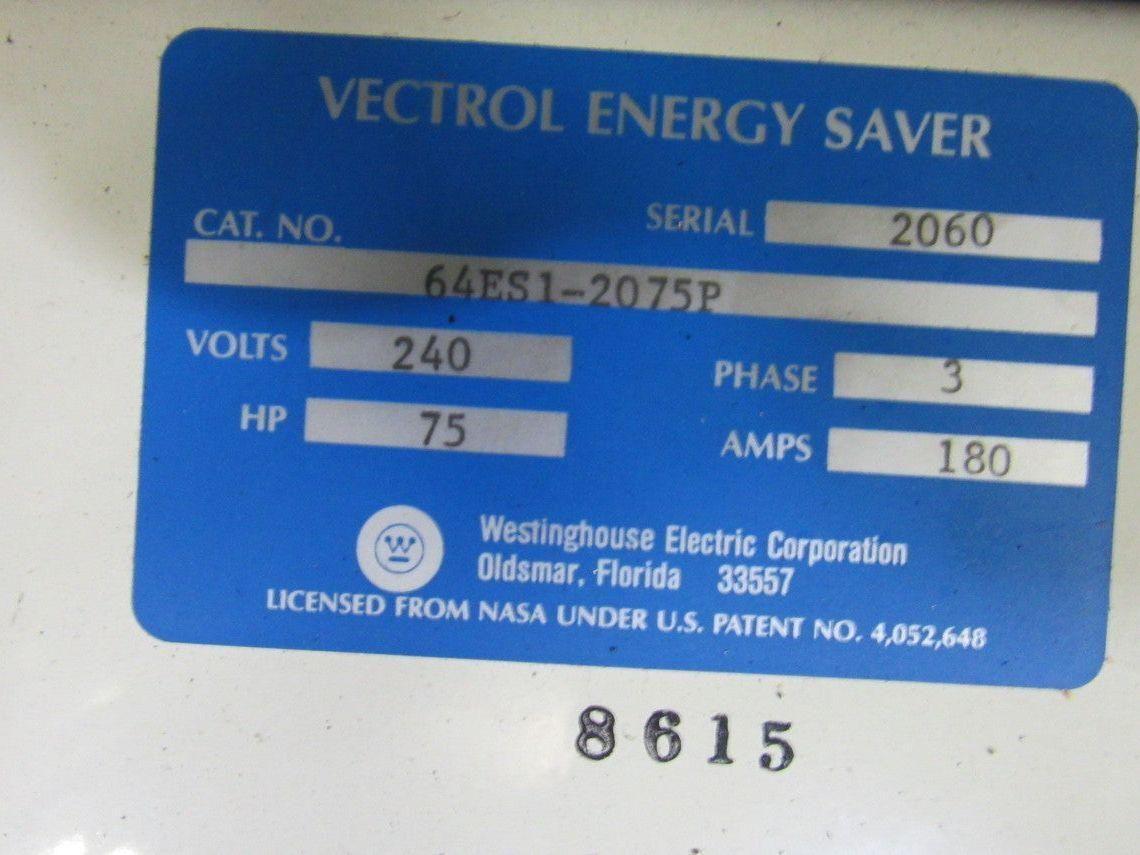 VECTROL ENERGY SAVER
CAT. NO. SERIAL 2060
64ES1-2075P
VOLTS 240 PHASE 3
HP 75 AMPS 180
W
Westinghouse Electric Corporation
Oldsmar, Florida 33557
LICENSED FROM NASA UNDER U.S. PATENT NO. 4,052,648
8615